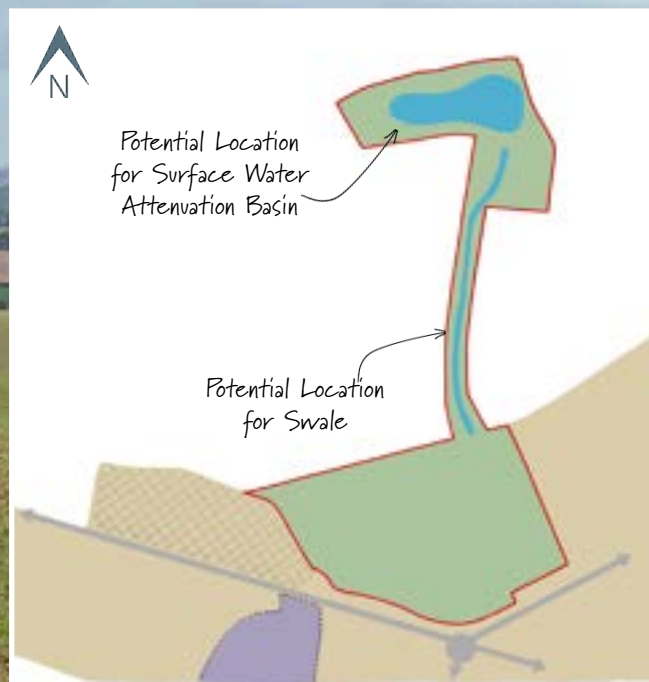 N
Potential Location
for Surface Water
Attenuation Basin
Potential Location
for Swale